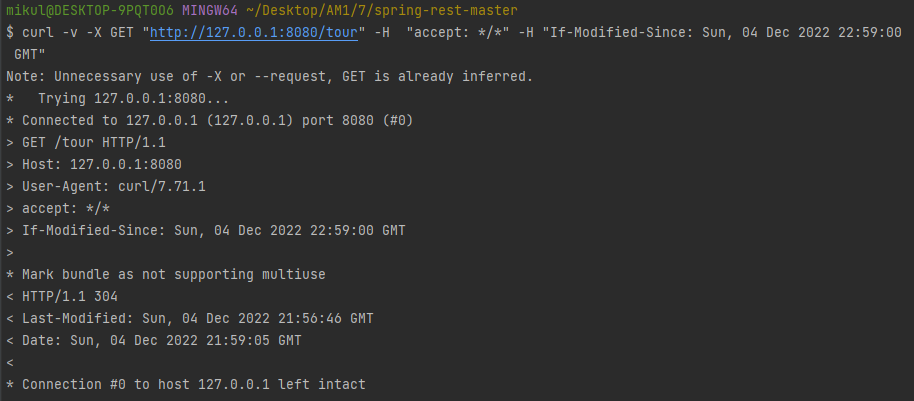 mikul@DESKTOP-9PQT0O6 MINGW64 ~/Desktop/AM1/7/spring-rest-master
$ curl -v -X GET "http://127.0.0.1:8080/tour" -H  "accept: */*" -H "If-Modified-Since: Sun, 04 Dec 2022 22:59:00
 GMT"
Note: Unnecessary use of -X or --request, GET is already inferred.
*   Trying 127.0.0.1:8080...
* Connected to 127.0.0.1 (127.0.0.1) port 8080 (#0)
> GET /tour HTTP/1.1
> Host: 127.0.0.1:8080
> User-Agent: curl/7.71.1
> accept: */*
> If-Modified-Since: Sun, 04 Dec 2022 22:59:00 GMT
>
* Mark bundle as not supporting multiuse
< HTTP/1.1 304
< Last-Modified: Sun, 04 Dec 2022 21:56:46 GMT
< Date: Sun, 04 Dec 2022 21:59:05 GMT
<
* Connection #0 to host 127.0.0.1 left intact